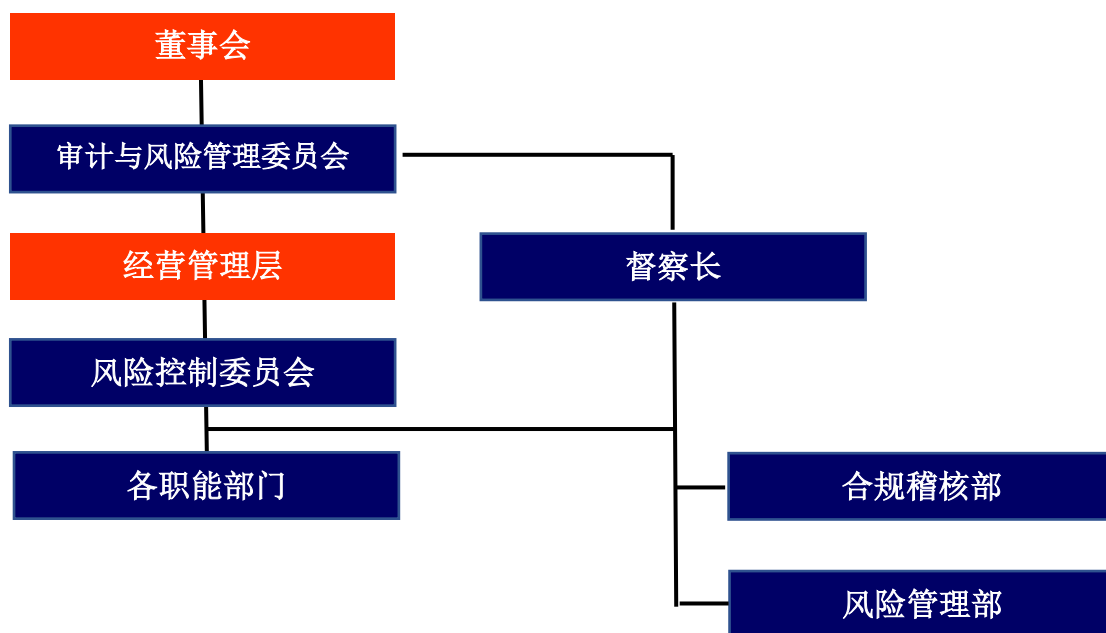 董事会
审计与风险管理委员会
经营管理层
督察长
风险控制委员会
各职能部门
合规稽核部
风险管理部